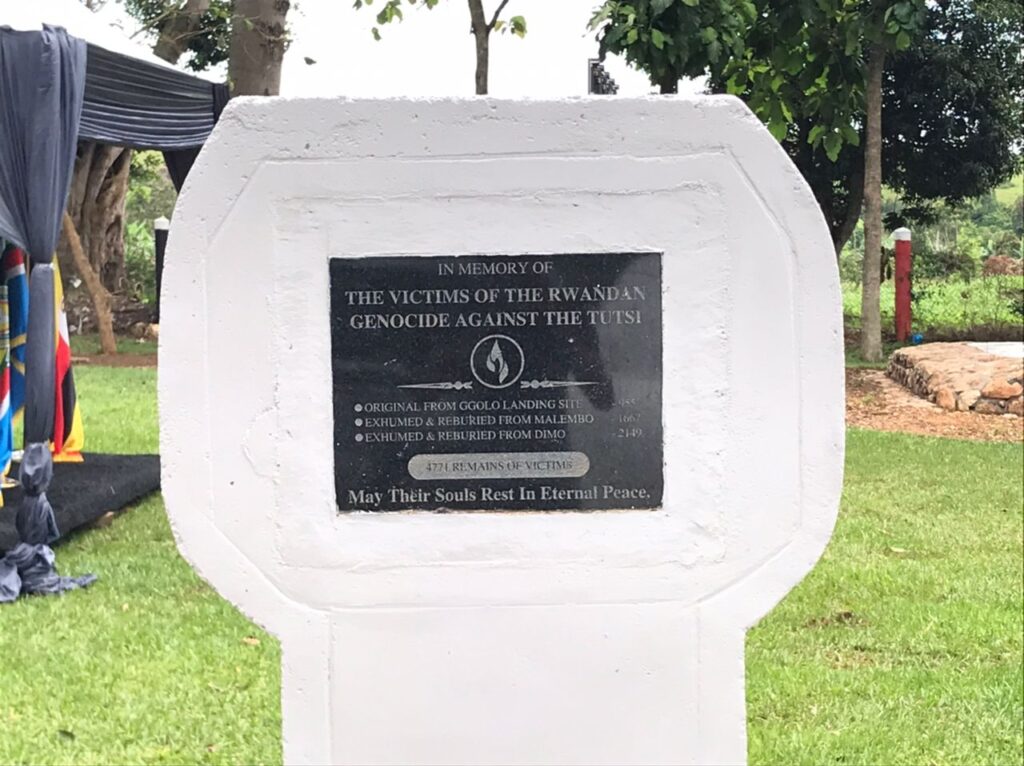 IN MEMORY OF
THE VICTIMS OF THE RWANDAN
GENOCIDE AGAINST THE TUTSI
ORIGINAL FROM GGOLO LANDING SITE
EXHUMED & REBURIED FROM MALEMBO 1667
EXHUMED & REBURIED FROM DIMO 2149
4771 REMAINS OF VICTIMS
May Their Souls Rest In Eternal Peace.